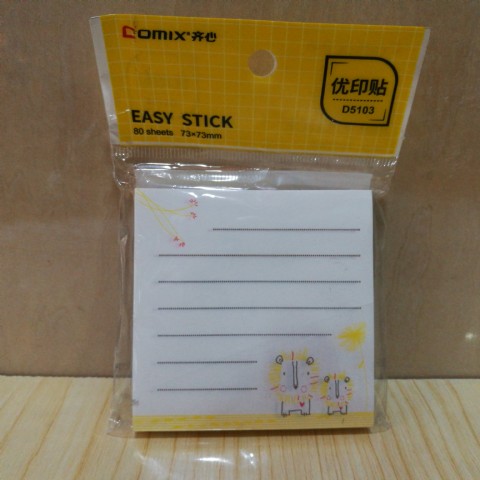 COMIX® 齐心
优印贴
D5103
EASY STICK
80 sheets 73×73mm